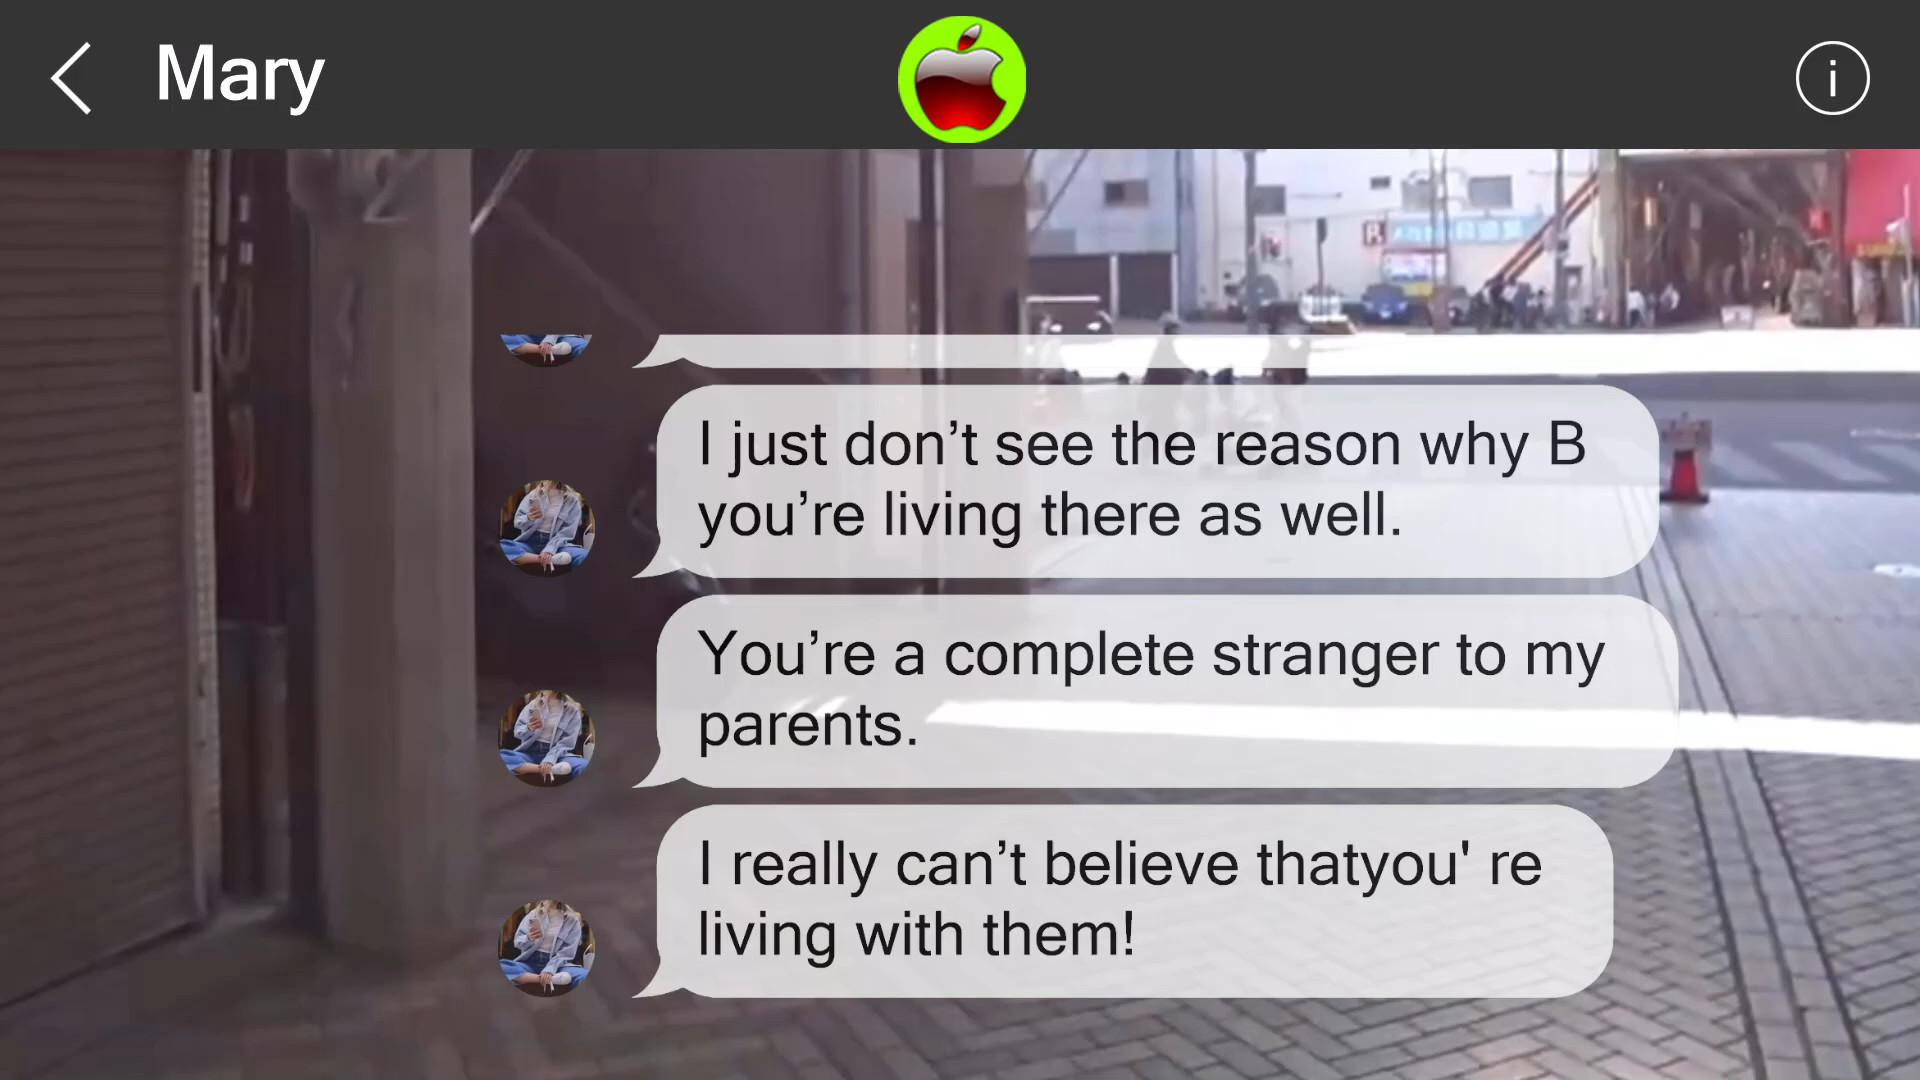 Mary
I just don’t see the reason why B
you’re living there as well.
You’re a complete stranger to my
parents.
I really can’t believe thatyou' re
living with them!